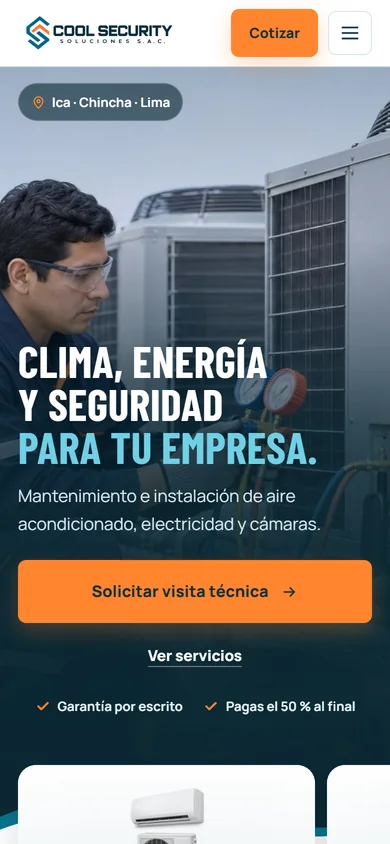 COOL SECURITY
SOLUCIONES S.A.C.
Cotizar
Ica · Chincha · Lima
CLIMA, ENERGÍA
Y SEGURIDAD
PARA TU EMPRESA.
Mantenimiento e instalación de aire
acondicionado, electricidad y cámaras.
Solicitar visita técnica →
Ver servicios
Garantía por escrito
Pagas el 50 % al final